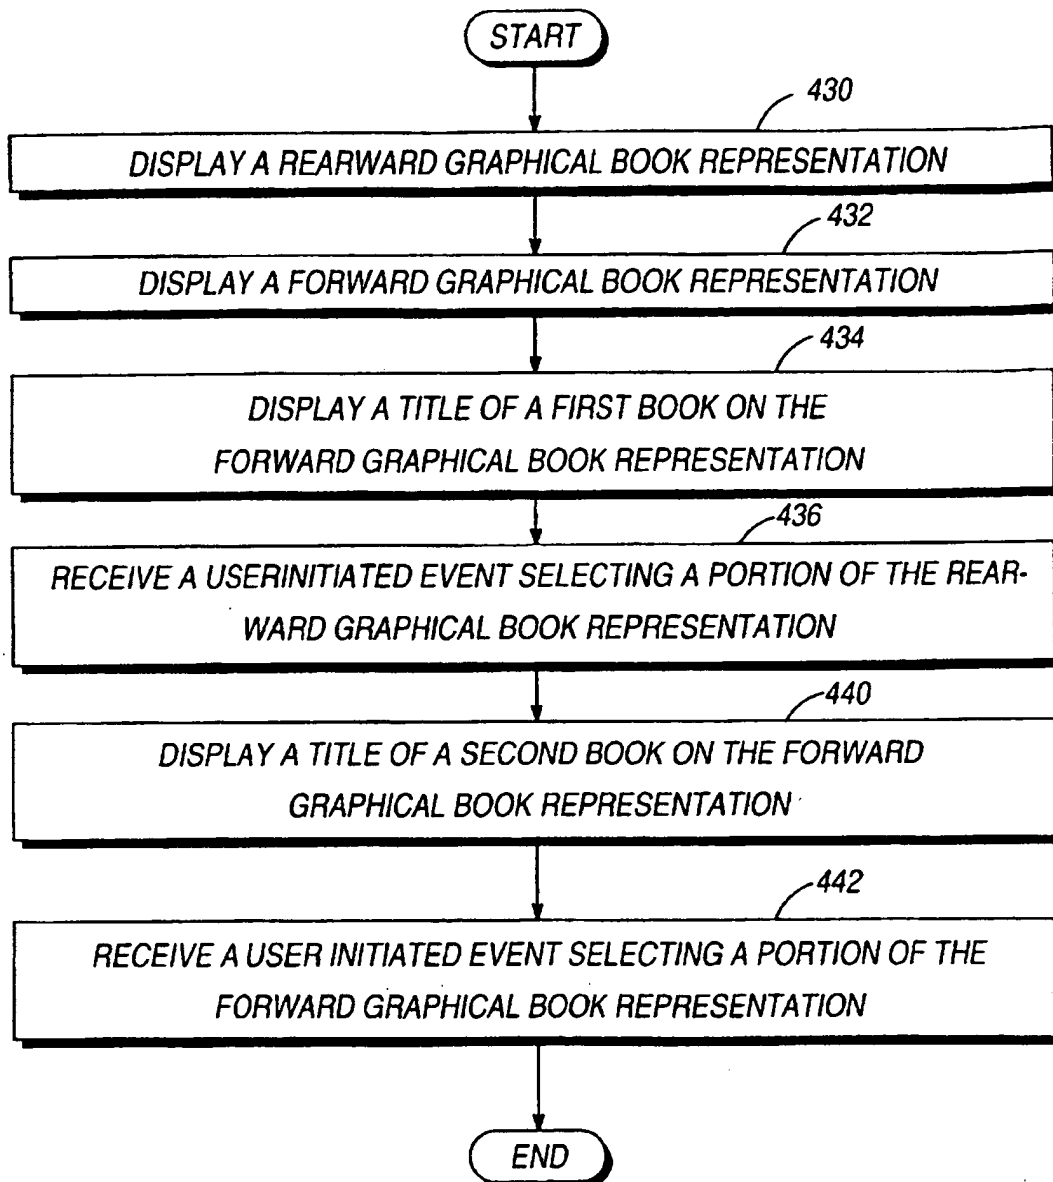 START
430
DISPLAY A REARWARD GRAPHICAL BOOK REPRESENTATION
432
DISPLAY A FORWARD GRAPHICAL BOOK REPRESENTATION
434
DISPLAY A TITLE OF A FIRST BOOK ON THE
FORWARD GRAPHICAL BOOK REPRESENTATION
436
RECEIVE A USERINITIATED EVENT SELECTING A PORTION OF THE REAR-
WARD GRAPHICAL BOOK REPRESENTATION
440
DISPLAY A TITLE OF A SECOND BOOK ON THE FORWARD
GRAPHICAL BOOK REPRESENTATION
442
RECEIVE A USER INITIATED EVENT SELECTING A PORTION OF THE
FORWARD GRAPHICAL BOOK REPRESENTATION
END